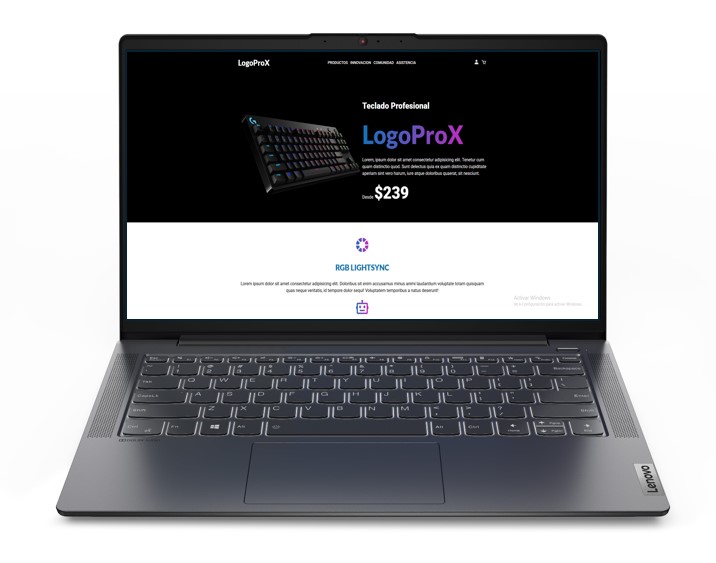 LogoProX
PRODUCTOS INNOVACION COMUNIDAD ASISTENCIA
Teclado Profesional
LogoProX
Lorem, ipsum dolor sit amet consectetur adipisicing elit. Tenetur cum
quam distinctio quod. Sum delectus quia ex quam distinctio cupiditate
aperiam sint vero harum, iure atque doloribus quaerat, sit nesciunt.
Desde $239
RGB LIGHTSYNC
Lorem ipsum dolor sit amet consectetur adipisicing elit. Doloribus sit enim accusamus minus animi laudantium voluptate totam quisquam
quas neque veritatis, id tempore dolor sequi! Voluptatem temporibus a natus deserunt!
Activar Windows
Q W E R T Y U I O P
A S D F G H J K L
Z X C V B N M
Lenovo